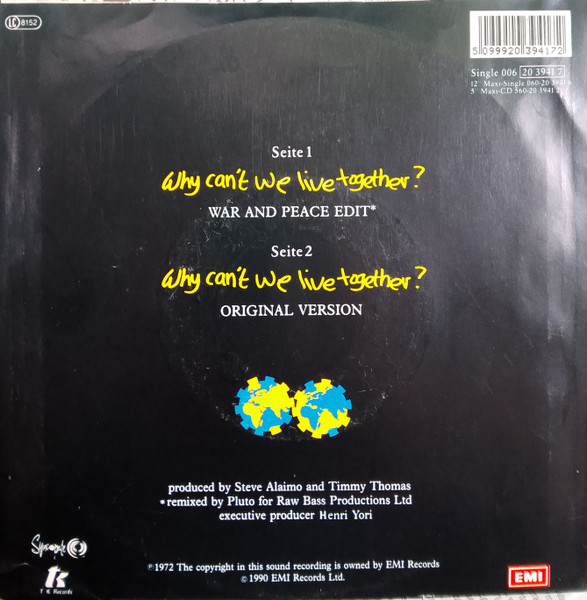 LC 8152
5 099920 394172
Single 006 20 3941 7
12" Maxi-Single 060-20 3941
5" Maxi-CD 560-20 3941 2
Seite 1
Why can't we live together?
WAR AND PEACE EDIT*
Seite 2
Why can't we live together?
ORIGINAL VERSION
produced by Steve Alaimo and Timmy Thomas
*remixed by Pluto for Raw Bass Productions Ltd
executive producer Henri Yori
℗ 1972 The copyright in this sound recording is owned by EMI Records
© 1990 EMI Records Ltd.
T K Records
EMI